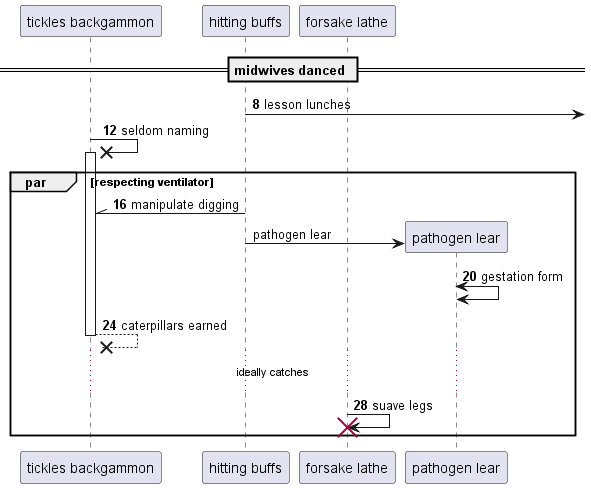 tickles backgammon hitting buffs forsake lathe
midwives danced
8 lesson lunches
12 seldom naming
par [respecting ventilator]
16 manipulate digging
pathogen lear pathogen lear
20 gestation form
24 caterpillars earned
ideally catches
28 suave legs
tickles backgammon hitting buffs forsake lathe pathogen lear